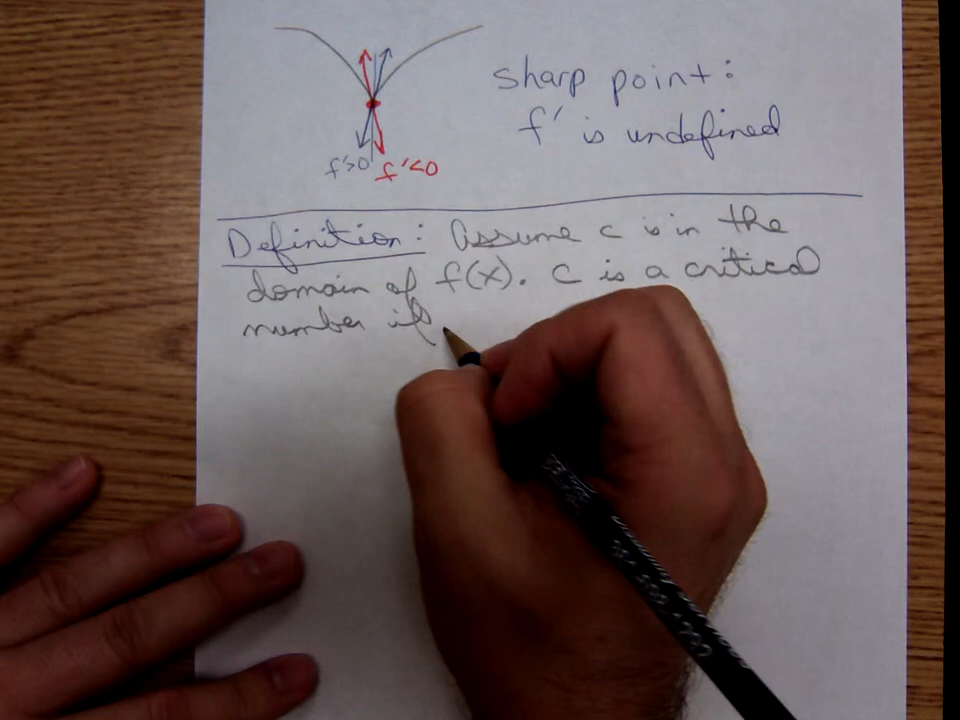 sharp point:
f' is undefined
f'>0 f'<0
Definition: Assume c is in the
domain of f(x). C is a critical
number if